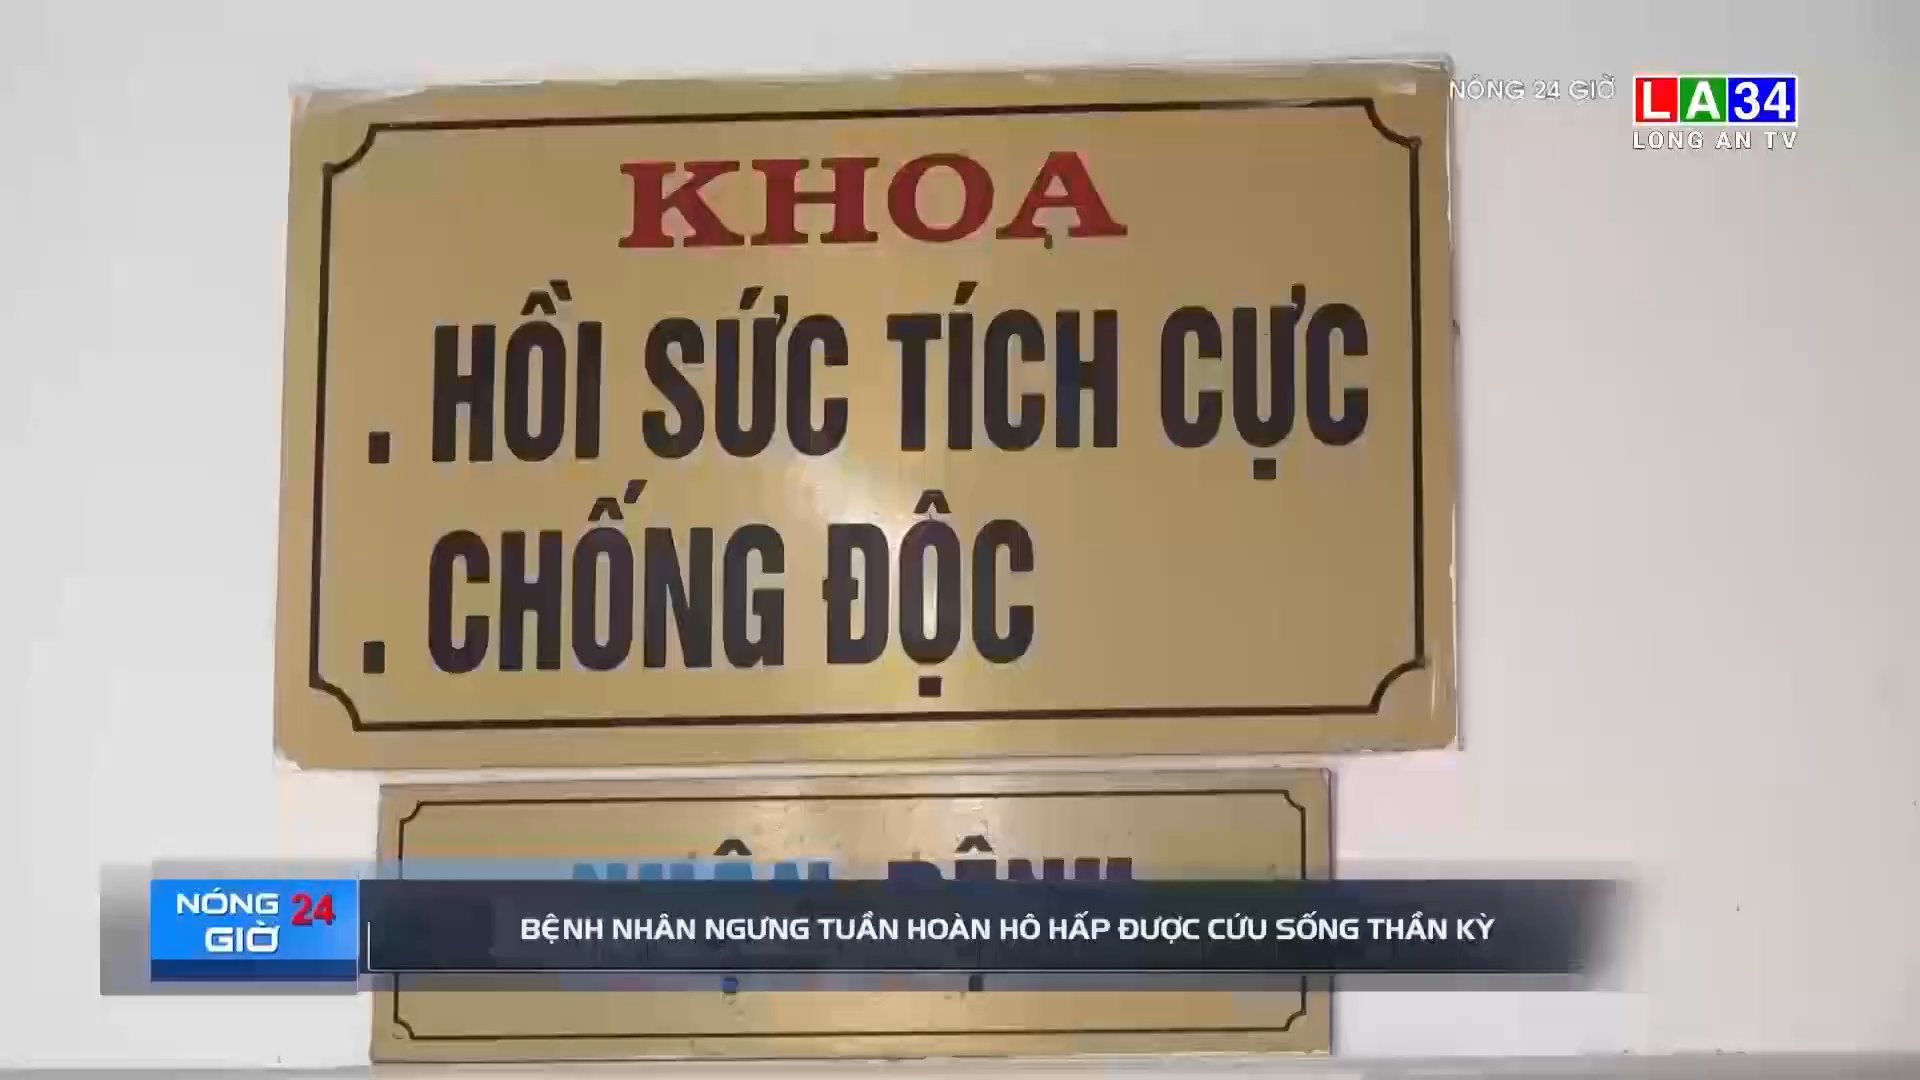 NÓNG 24 GIỜ
LA34
LONG AN TV
KHOA
. HỒI SỨC TÍCH CỰC
. CHỐNG ĐỘC
NÓNG 24
GIỜ
BỆNH NHÂN NGƯNG TUẦN HOÀN HÔ HẤP ĐƯỢC CỨU SỐNG THẦN KỲ